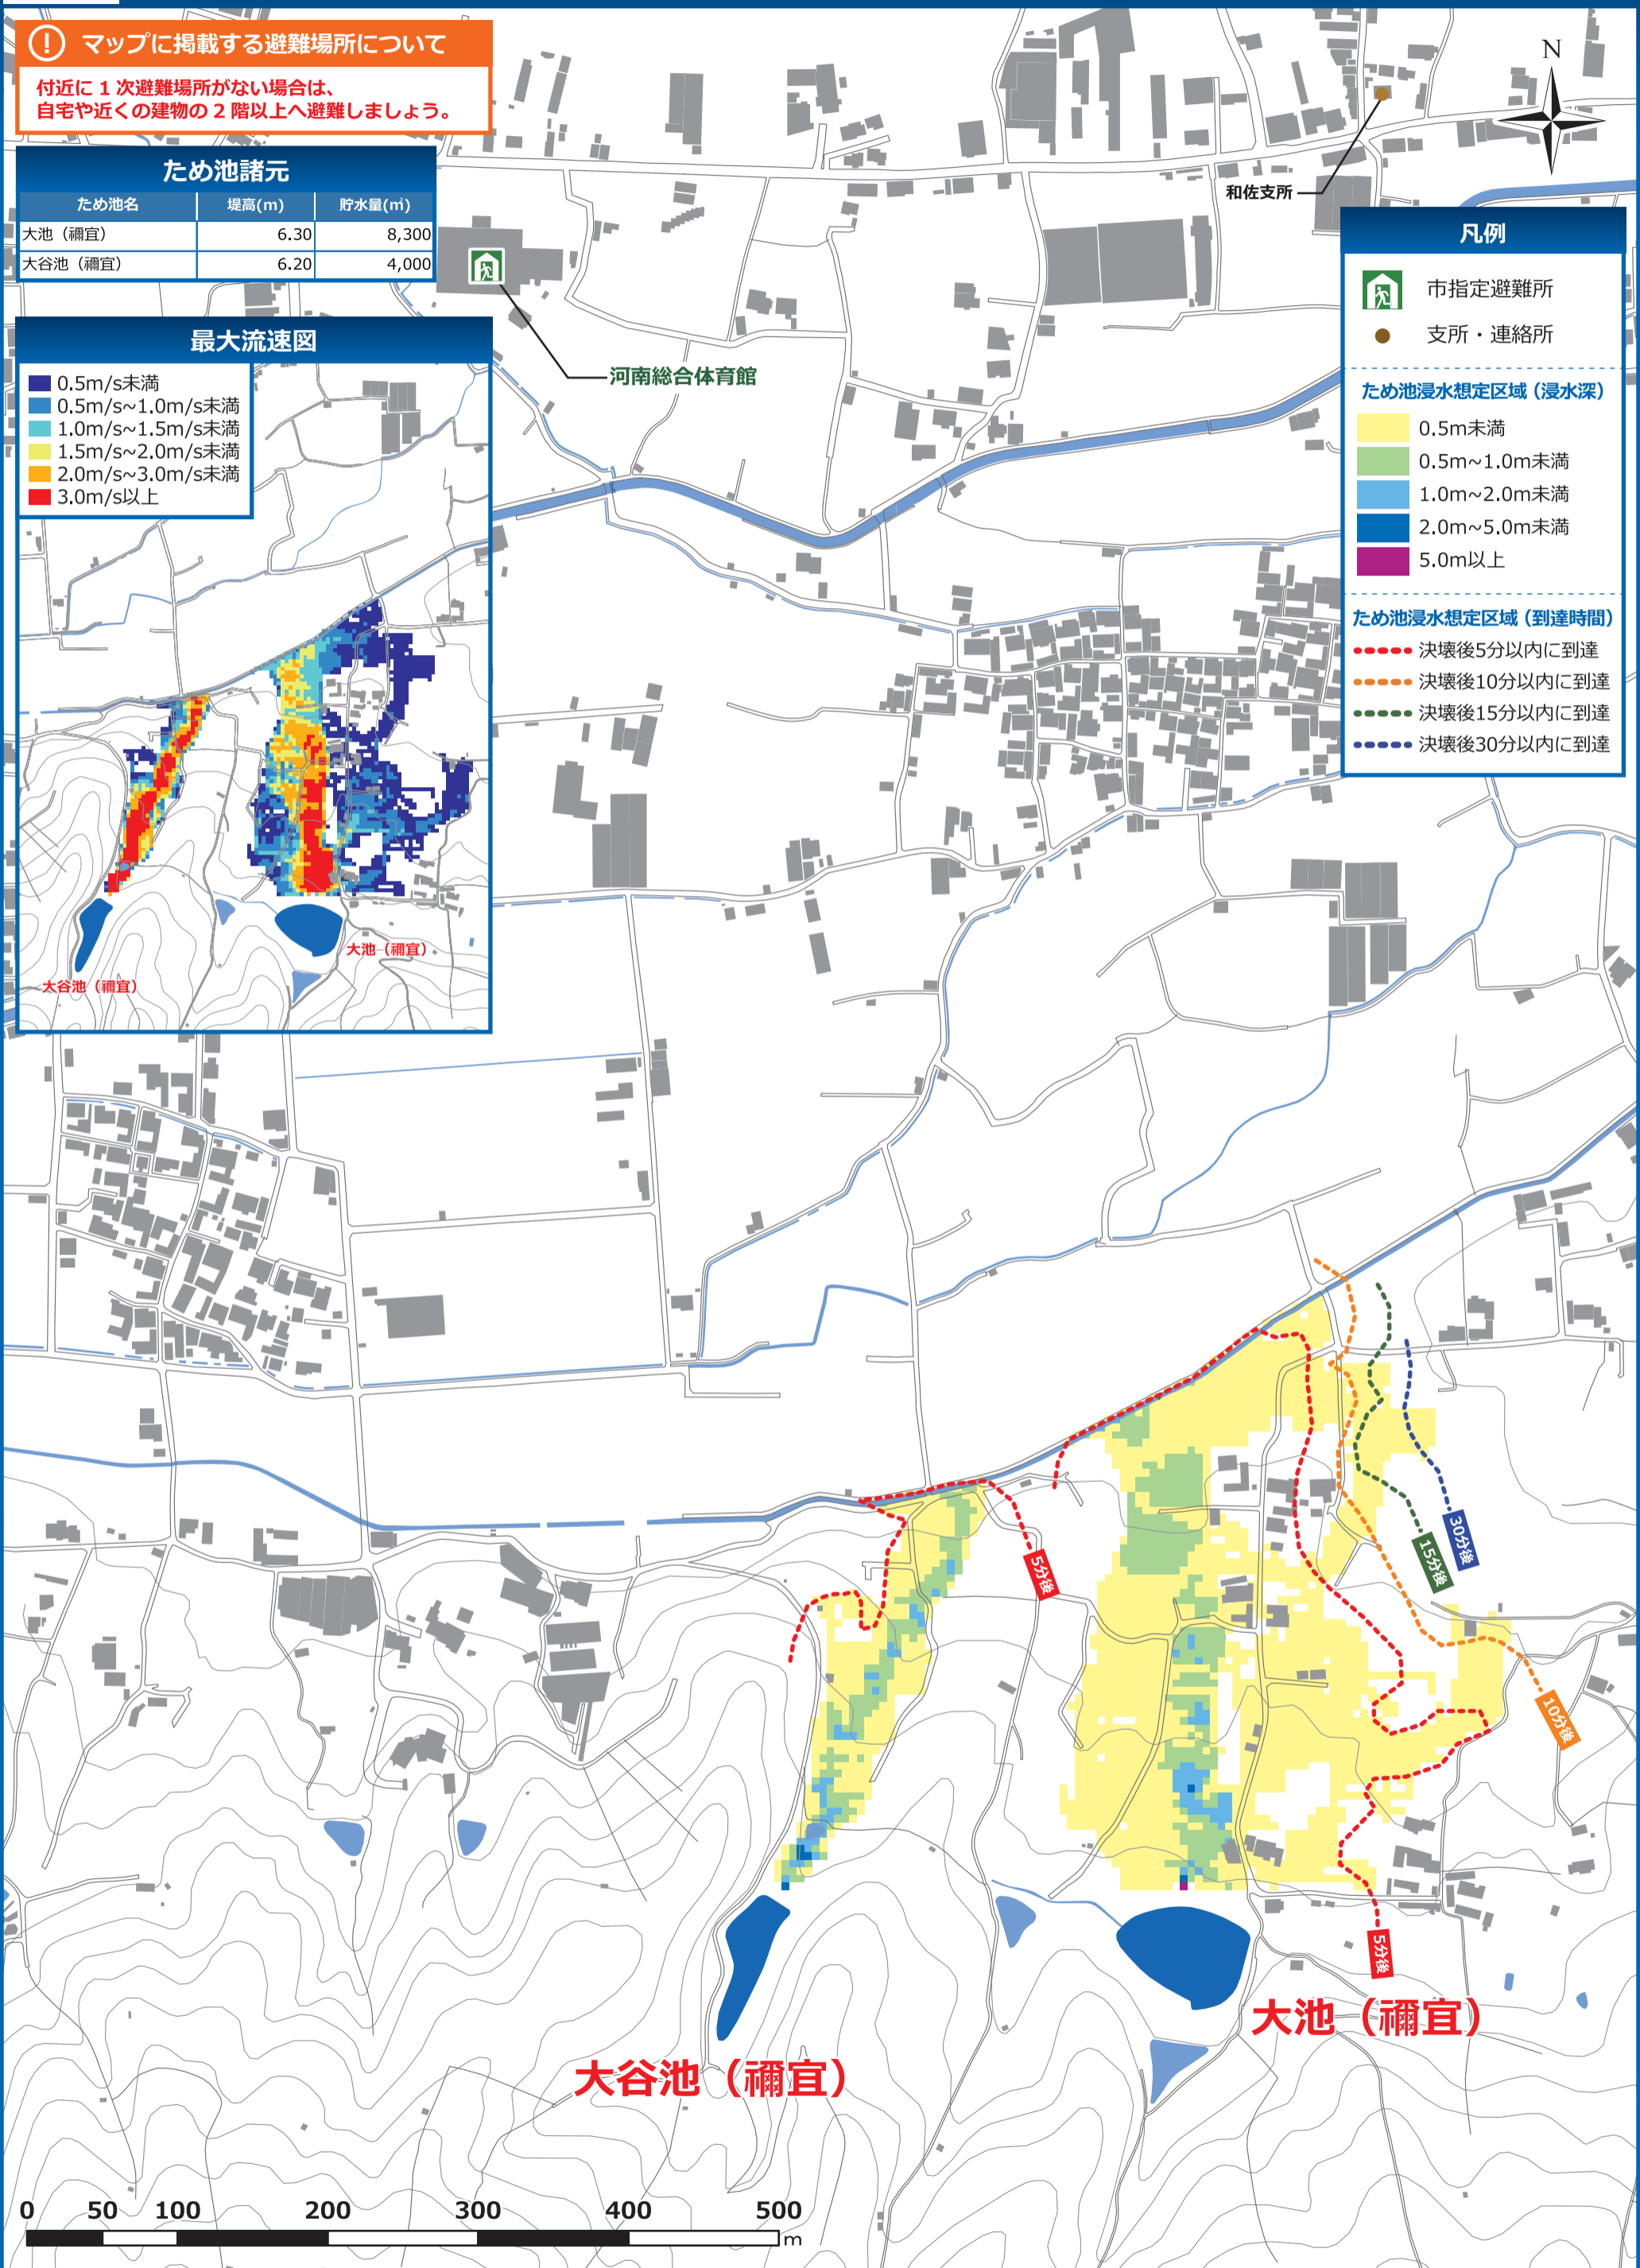 マップに掲載する避難場所について
付近に1次避難場所がない場合は、
自宅や近くの建物の2階以上へ避難しましょう。
ため池諸元
ため池名 堤高(m) 貯水量(㎥)
大池（禰宜） 6.30 8,300
大谷池（禰宜） 6.20 4,000
最大流速図
0.5m/s未満
0.5m/s~1.0m/s未満
1.0m/s~1.5m/s未満
1.5m/s~2.0m/s未満
2.0m/s~3.0m/s未満
3.0m/s以上
大池（禰宜）
大谷池（禰宜）
N
和佐支所
河南総合体育館
凡例
市指定避難所
支所・連絡所
ため池浸水想定区域（浸水深）
0.5m未満
0.5m~1.0m未満
1.0m~2.0m未満
2.0m~5.0m未満
5.0m以上
ため池浸水想定区域（到達時間）
決壊後5分以内に到達
決壊後10分以内に到達
決壊後15分以内に到達
決壊後30分以内に到達
30分後
15分後
5分後
10分後
5分後
大池（禰宜）
大谷池（禰宜）
0 50 100 200 300 400 500
m